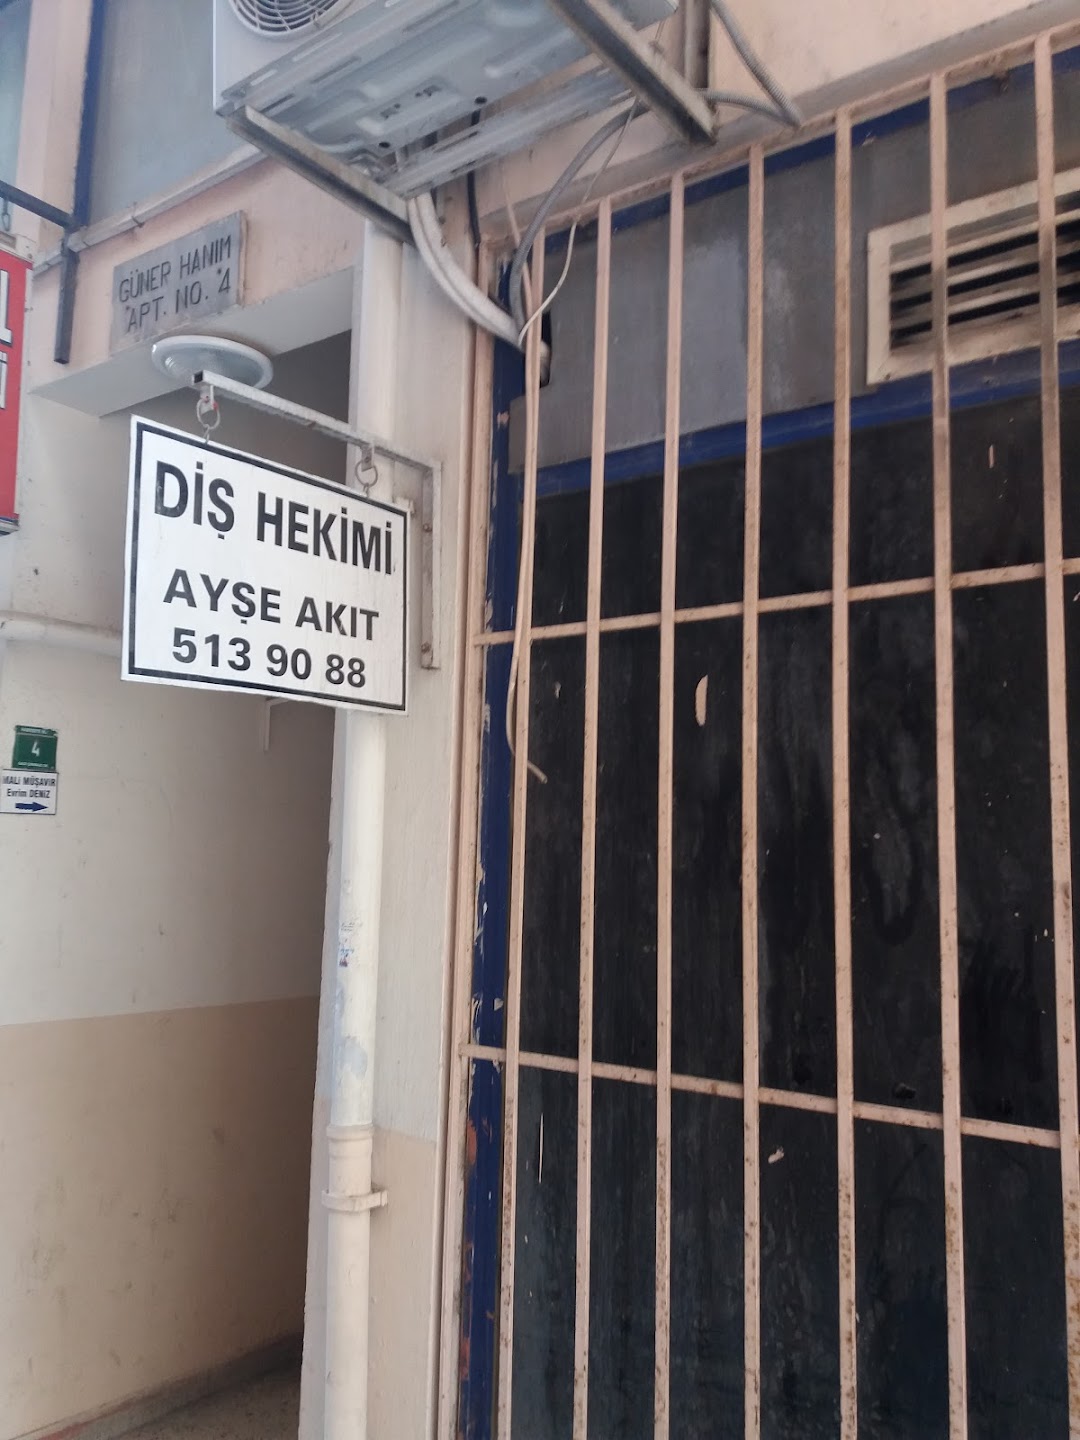 GÜNER HANIM
APT. NO. 4
DİŞ HEKİMİ
AYŞE AKIT
513 90 88
4
MALİ MÜŞAVİR
Evrim DENİZ